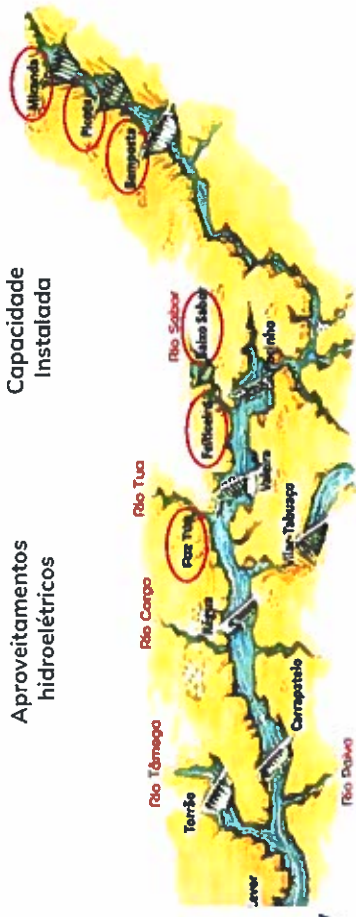 Aproveitamentos
hidroelétricos
Capacidade
Instalada
Rio Tâmega
Rio Corgo
Rio Tua
Rio Sabor
Rio Paiva
Torrão
Carrapatelo
Régua
Foz Tua
Vilar-Tabuaço
Valeira
Feiticeiro
Baixo Sabor
Bemposta
Picote
Miranda